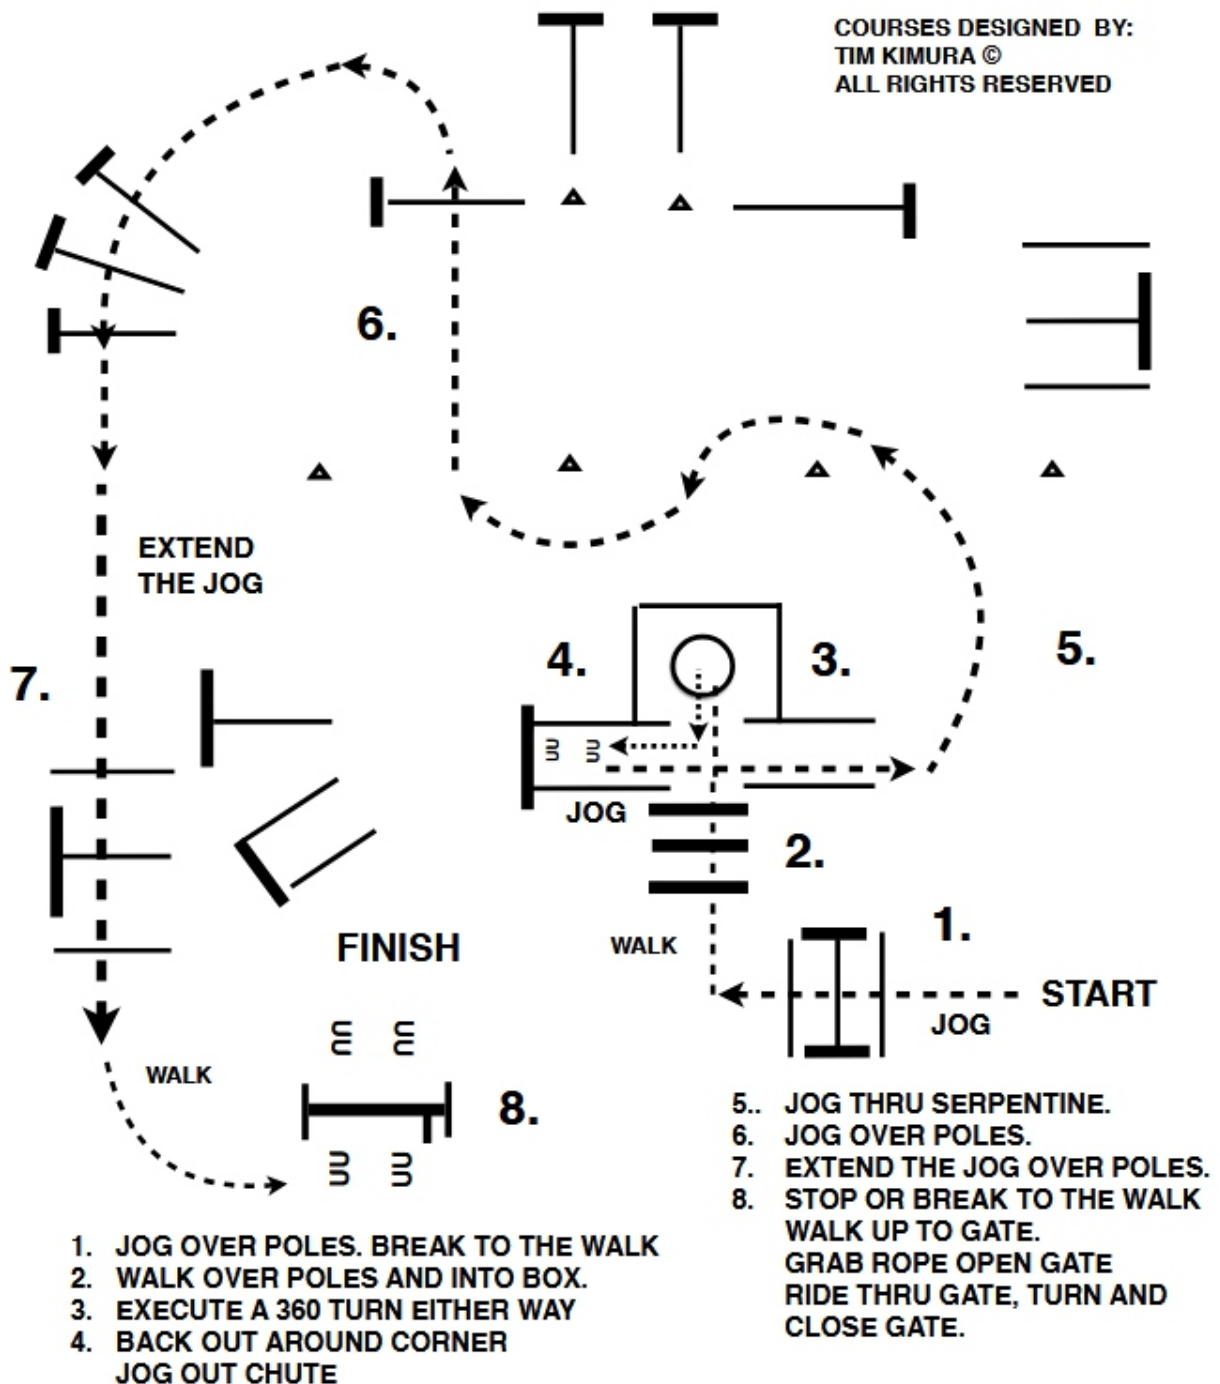 COURSES DESIGNED BY:
TIM KIMURA ©
ALL RIGHTS RESERVED
6.
EXTEND
THE JOG
7.
4.
3.
5.
JOG
2.
WALK
1.
START
JOG
FINISH
WALK
8.
1. JOG OVER POLES. BREAK TO THE WALK
2. WALK OVER POLES AND INTO BOX.
3. EXECUTE A 360 TURN EITHER WAY
4. BACK OUT AROUND CORNER
JOG OUT CHUTE
5.. JOG THRU SERPENTINE.
6. JOG OVER POLES.
7. EXTEND THE JOG OVER POLES.
8. STOP OR BREAK TO THE WALK
WALK UP TO GATE.
GRAB ROPE OPEN GATE
RIDE THRU GATE, TURN AND
CLOSE GATE.